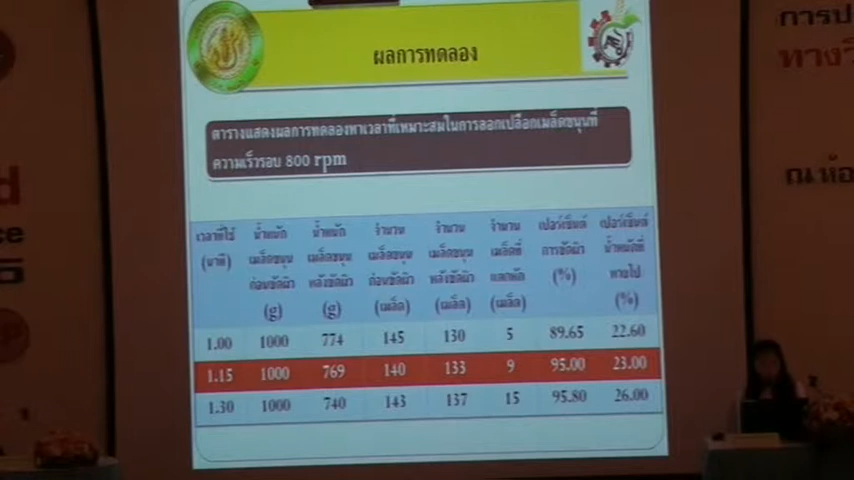 ผลการทดลอง
ตารางแสดงผลการทดลองหาเวลาที่เหมาะสมในการลอกเปลือกเมล็ดขนุนที่
ความเร็วรอบ 800 rpm
เวลาที่ใช้ น้ำหนัก น้ำหนัก จำนวน จำนวน จำนวน เปอร์เซ็นต์ เปอร์เซ็นต์
(นาที) เมล็ดขนุน เมล็ดขนุน เมล็ดขนุน เมล็ดขนุน เมล็ดที่ การขัดผิว น้ำหนักที่
ก่อนขัดผิว หลังขัดผิว ก่อนขัดผิว หลังขัดผิว แตกหัก (%) หายไป
(g) (g) (เมล็ด) (เมล็ด) (เมล็ด) (%)
1.00 1000 774 145 130 5 89.65 22.60
1.15 1000 769 140 133 9 95.00 23.00
1.30 1000 740 143 137 15 95.80 26.00
การป
ทางวิ
ณ ห้อ